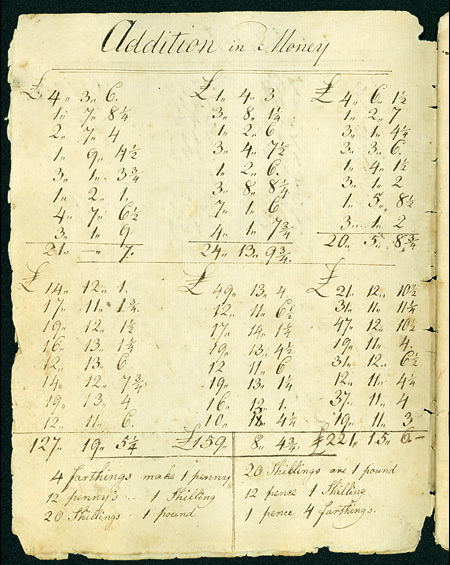 Addition in Money
£ 4,, 3,, 6.
1,, 7,, 8¼
2,, 7,, 4
1,, 9,, 4½
3,, 1,, 3¾
1,, 2,, 1.
4,, 7,, 6½
3,, 1,, 9
21,, —,, 7.
£ 1,, 4,, 3
3,, 8,, 1¼
1,, 2,, 6
3,, 4,, 7½
1,, 2,, 6.
3,, 8,, 8¼
7,, 1,, 6
4,, 1,, 7¾
24,, 13,, 9¾
£ 4,, 6,, 1½
1,, 2,, 7
3,, 1,, 4¼
3,, 3,, 6.
1,, 4,, 1½
3,, 1,, 2
1,, 5,, 8½
3,, 1,, 2
20,, 5,, 8¾
£ 14,, 12,, 1.
17,, 11,, 1¾
19,, 12,, 1½
16,, 13,, 1¼
12,, 13,, 6
14,, 12,, 7¾
19,, 13,, 4
12,, 11,, 6.
127,, 19,, 5¼
£ 49,, 13,, 4.
12,, 11,, 6½
17,, 14,, 1¼
19,, 13,, 4½
12,, 11,, 6
19,, 13,, 1¼
16,, 12,, 1.
10,, 18,, 4¼
£159,, 8,, 4¾
£ 21,, 12,, 10½
31,, 11,, 11¼
47,, 12,, 10½
19,, 11,, 4.
31,, 12,, 6½
12,, 11,, 4¼
37,, 11,, 4
19,, 11,, 3
£221,, 15,, 6-
4 farthings make 1 penny
12 penny's 1 Shilling
20 Shillings 1 pound
20 Shillings are 1 pound
12 pence 1 Shilling
1 pence 4 farthings.